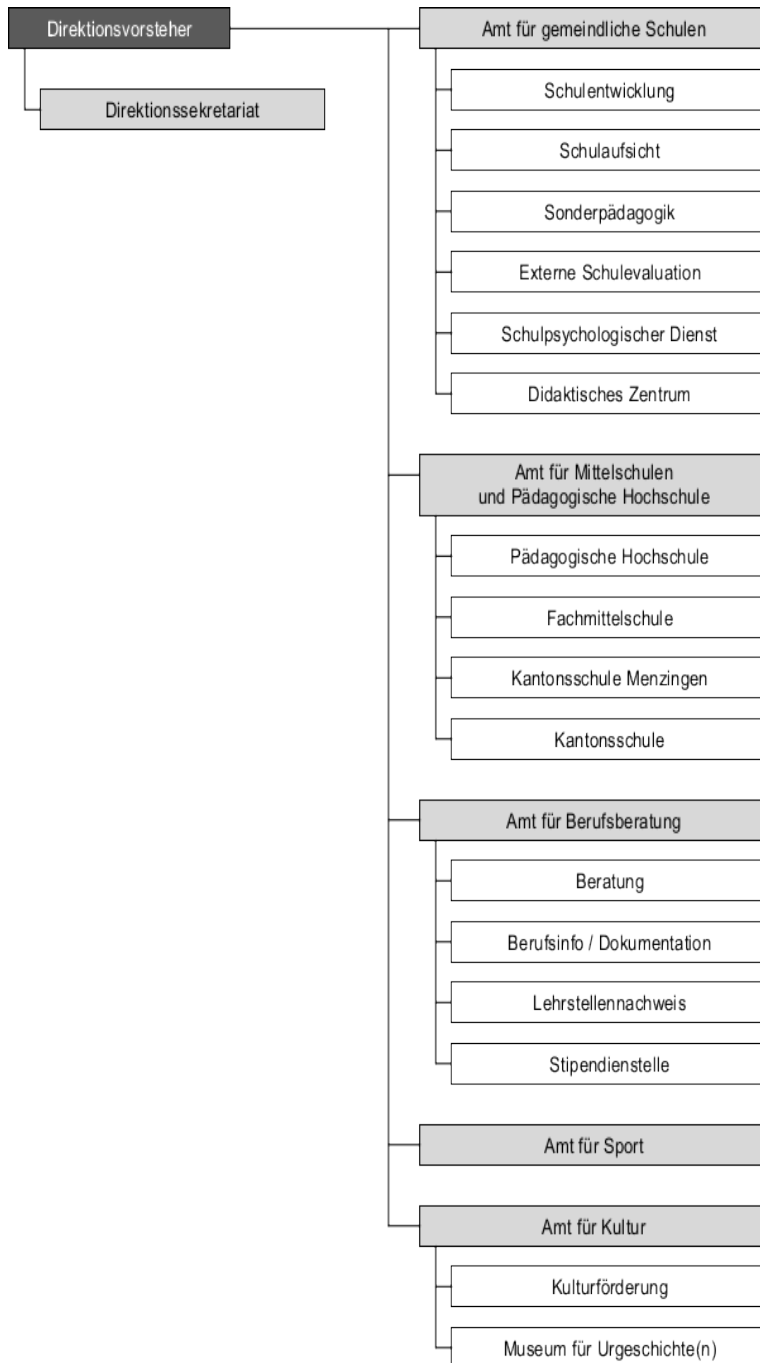 Direktionsvorsteher
Direktionssekretariat
Amt für gemeindliche Schulen
Schulentwicklung
Schulaufsicht
Sonderpädagogik
Externe Schulevaluation
Schulpsychologischer Dienst
Didaktisches Zentrum
Amt für Mittelschulen
und Pädagogische Hochschule
Pädagogische Hochschule
Fachmittelschule
Kantonsschule Menzingen
Kantonsschule
Amt für Berufsberatung
Beratung
Berufsinfo / Dokumentation
Lehrstellennachweis
Stipendienstelle
Amt für Sport
Amt für Kultur
Kulturförderung
Museum für Urgeschichte(n)